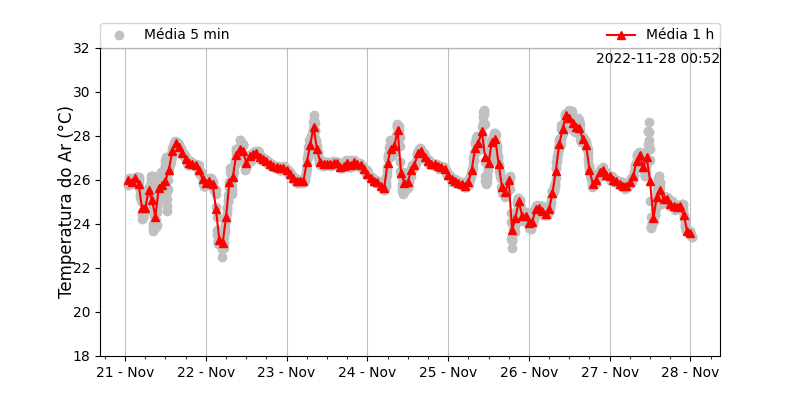 Média 5 min
Média 1 h
2022-11-28 00:52
Temperatura do Ar (°C)
32
30
28
26
24
22
20
18
21 - Nov
22 - Nov
23 - Nov
24 - Nov
25 - Nov
26 - Nov
27 - Nov
28 - Nov